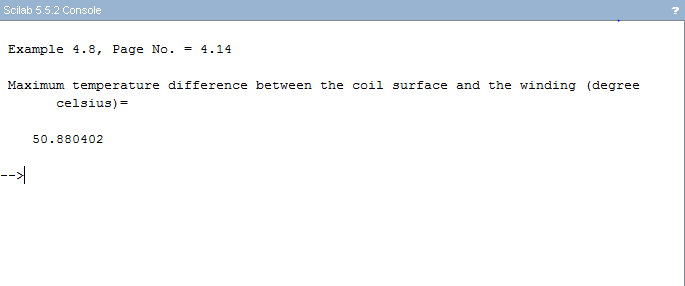 Scilab 5.5.2 Console
?
Example 4.8, Page No. = 4.14
Maximum temperature difference between the coil surface and the winding (degree
celsius)=
50.880402
-->